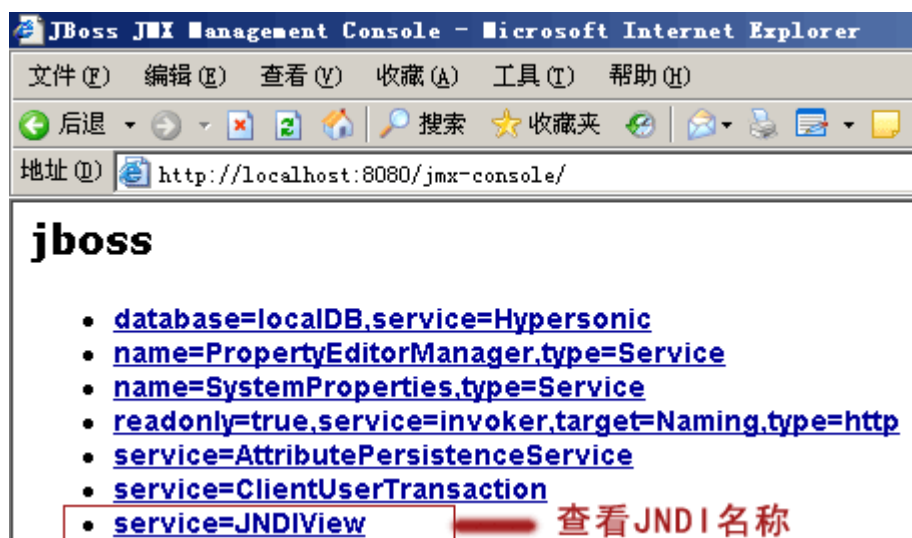 JBoss JMX Management Console - Microsoft Internet Explorer
文件(F) 编辑(E) 查看(V) 收藏(A) 工具(T) 帮助(H)
后退 搜索 收藏夹
地址(D) http://localhost:8080/jmx-console/
jboss
database=localDB,service=Hypersonic
name=PropertyEditorManager,type=Service
name=SystemProperties,type=Service
readonly=true,service=invoker,target=Naming,type=http
service=AttributePersistenceService
service=ClientUserTransaction
service=JNDIView 查看JNDI名称